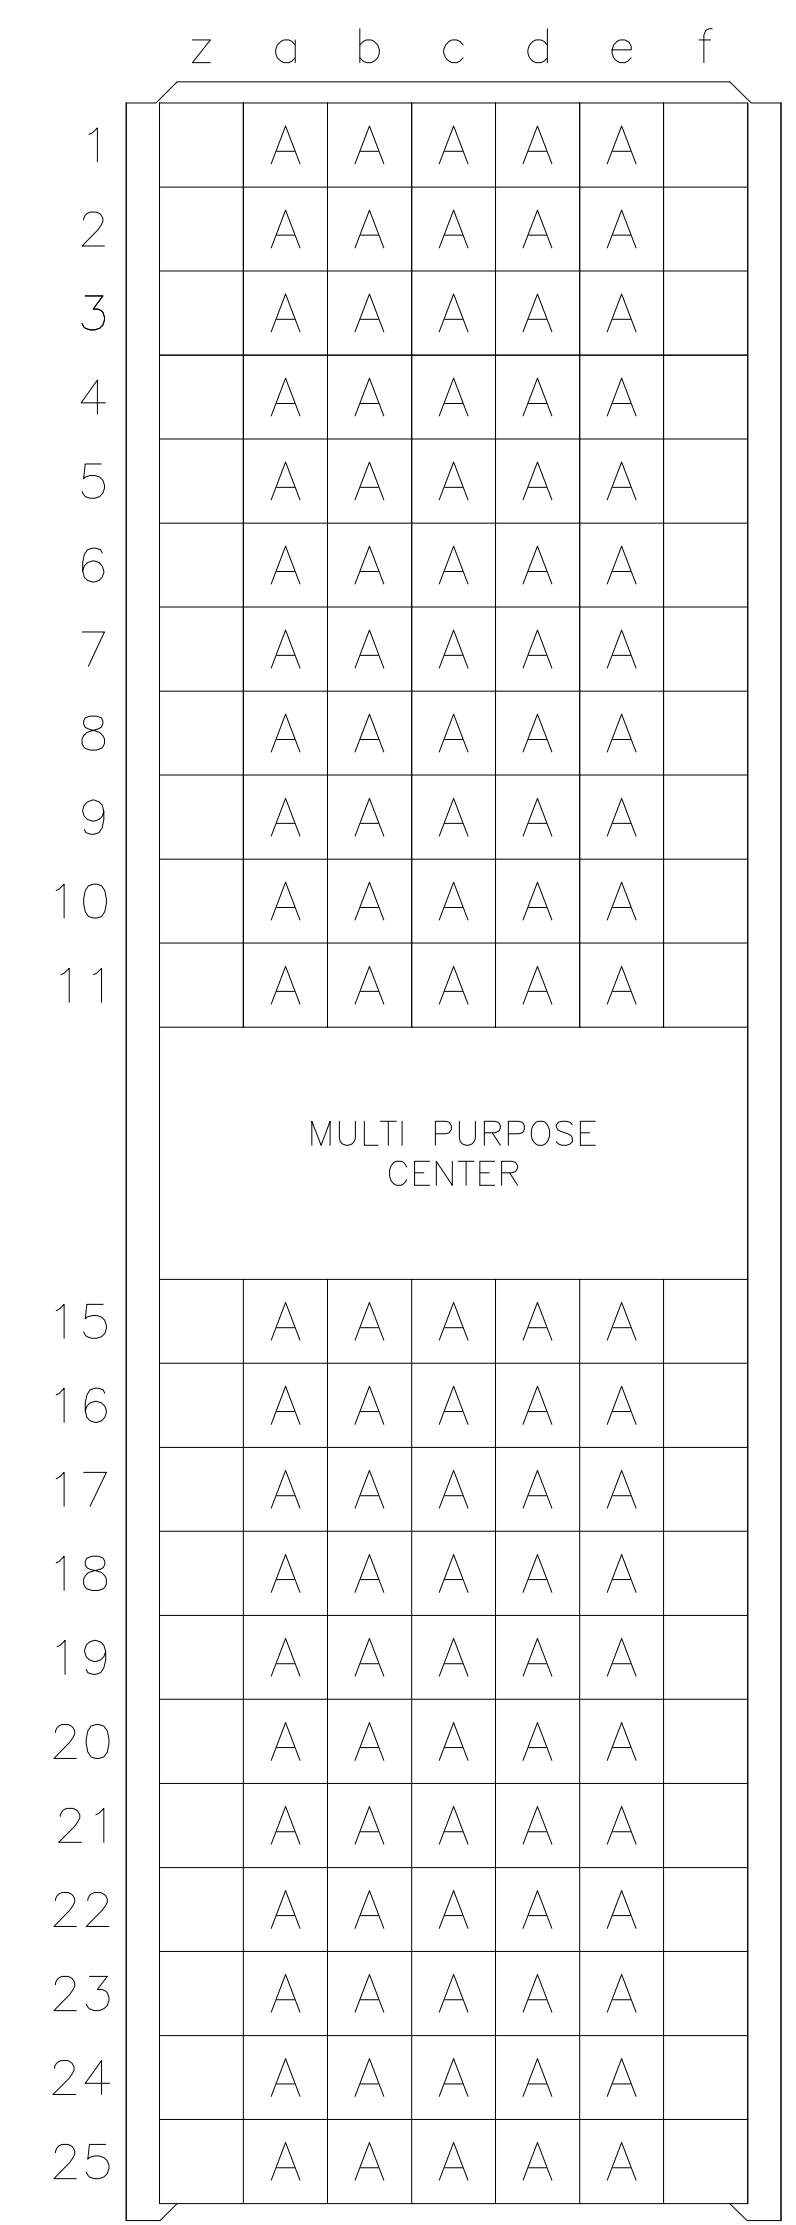 z a b c d e f
1 A A A A A
2 A A A A A
3 A A A A A
4 A A A A A
5 A A A A A
6 A A A A A
7 A A A A A
8 A A A A A
9 A A A A A
10 A A A A A
11 A A A A A
MULTI PURPOSE
CENTER
15 A A A A A
16 A A A A A
17 A A A A A
18 A A A A A
19 A A A A A
20 A A A A A
21 A A A A A
22 A A A A A
23 A A A A A
24 A A A A A
25 A A A A A